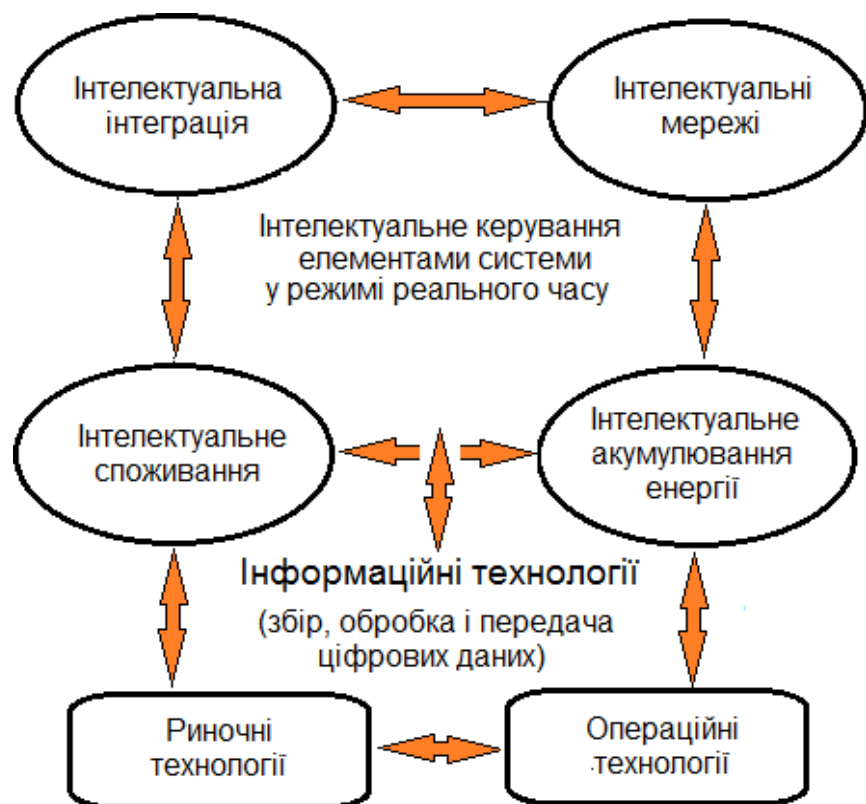 Інтелектуальна
інтеграція
Інтелектуальні
мережі
Інтелектуальне керування
елементами системи
у режимі реального часу
Інтелектуальне
споживання
Інтелектуальне
акумулювання
енергії
Інформаційні технології
(збір, обробка і передача
ціфрових даних)
Риночні
технології
Операційні
.технології